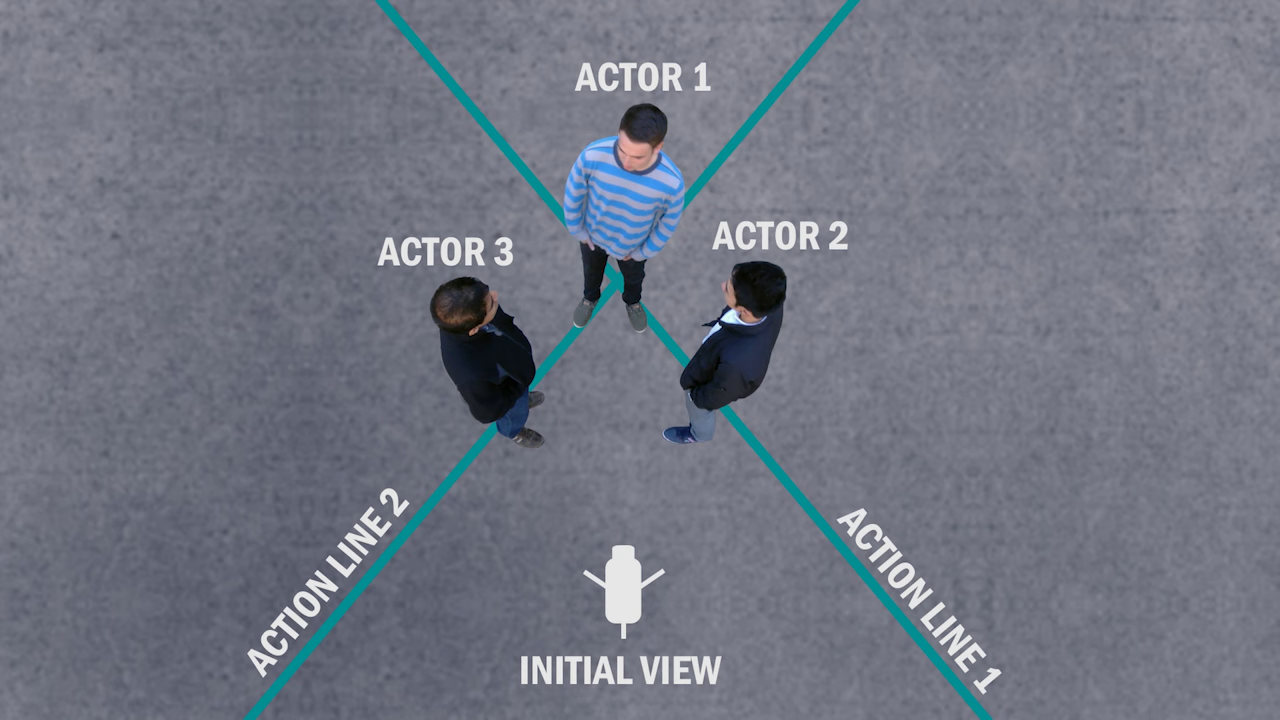 ACTOR 1
ACTOR 2
ACTOR 3
ACTION LINE 2
ACTION LINE 1
INITIAL VIEW